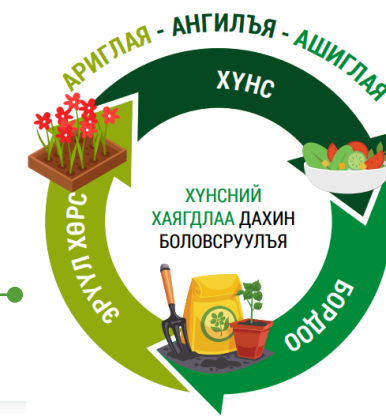 АРИГЛАЯ - АНГИЛЪЯ - АШИГЛАЯ
ХҮНС
ХҮНСНИЙ
ХАЯГДЛАА ДАХИН
БОЛОВСРУУЛЪЯ
ЭРҮҮЛ ХӨРС
БОРДОО